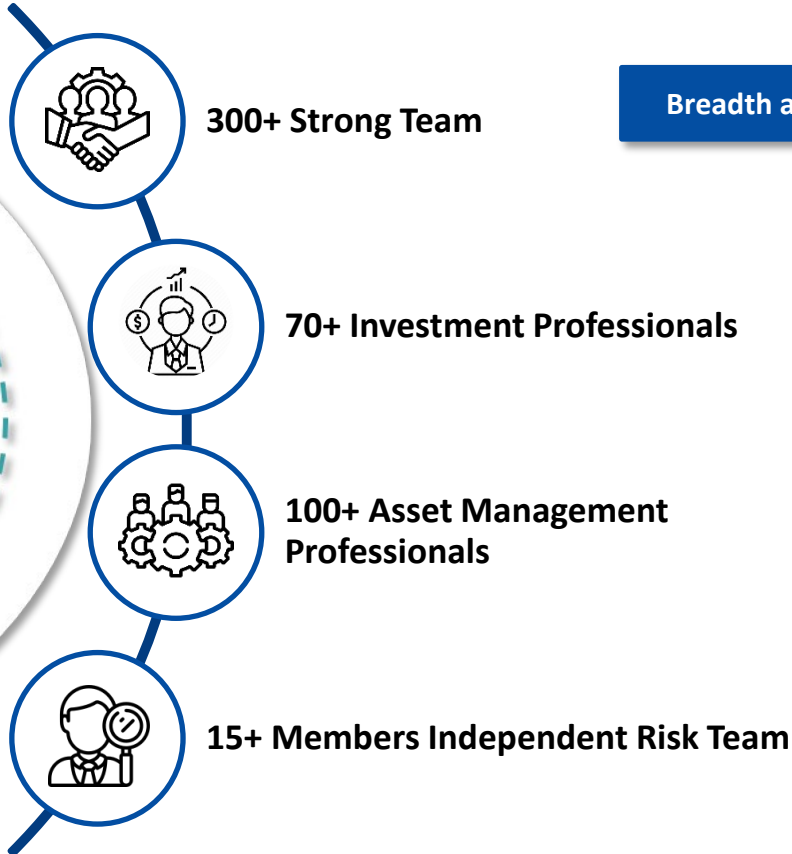 300+ Strong Team
Breadth a
70+ Investment Professionals
100+ Asset Management
Professionals
15+ Members Independent Risk Team